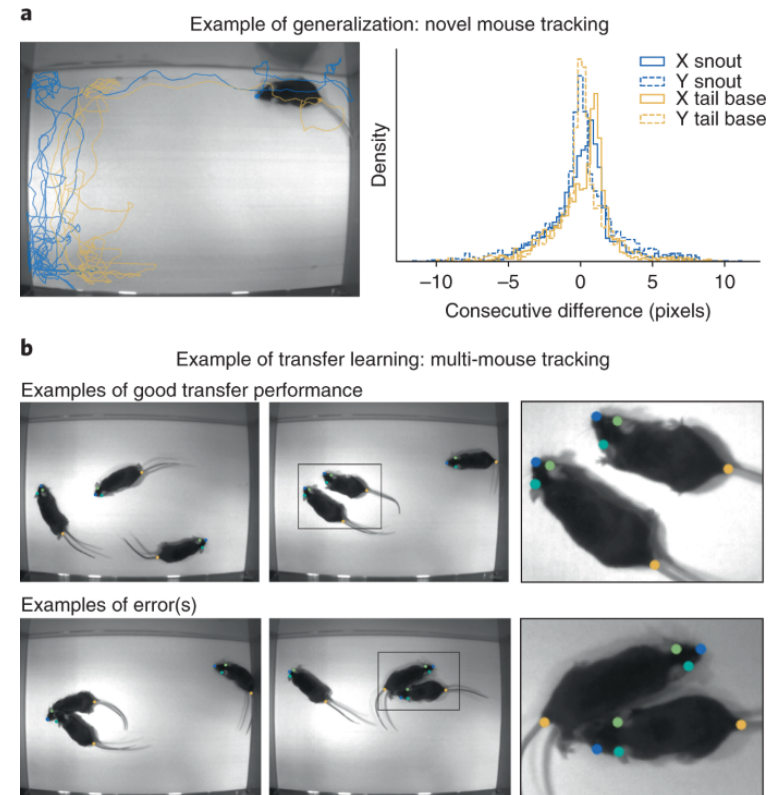 a
Example of generalization: novel mouse tracking
X snout
Y snout
X tail base
Y tail base
Density
–10 –5 0 5 10
Consecutive difference (pixels)
b
Example of transfer learning: multi-mouse tracking
Examples of good transfer performance
Examples of error(s)